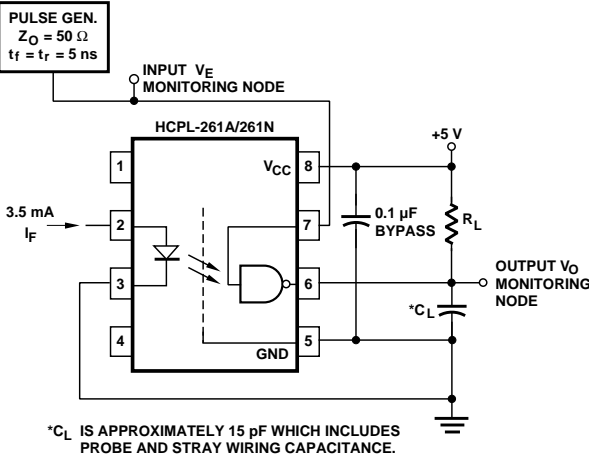 PULSE GEN.
Z_O = 50 Ω
t_f = t_r = 5 ns
INPUT V_E
MONITORING NODE
HCPL-261A/261N
+5 V
1
V_CC
8
0.1 µF
BYPASS
R_L
3.5 mA
I_F
2
7
OUTPUT V_O
MONITORING
NODE
3
6
*C_L
4
GND
5
*C_L IS APPROXIMATELY 15 pF WHICH INCLUDES
PROBE AND STRAY WIRING CAPACITANCE.